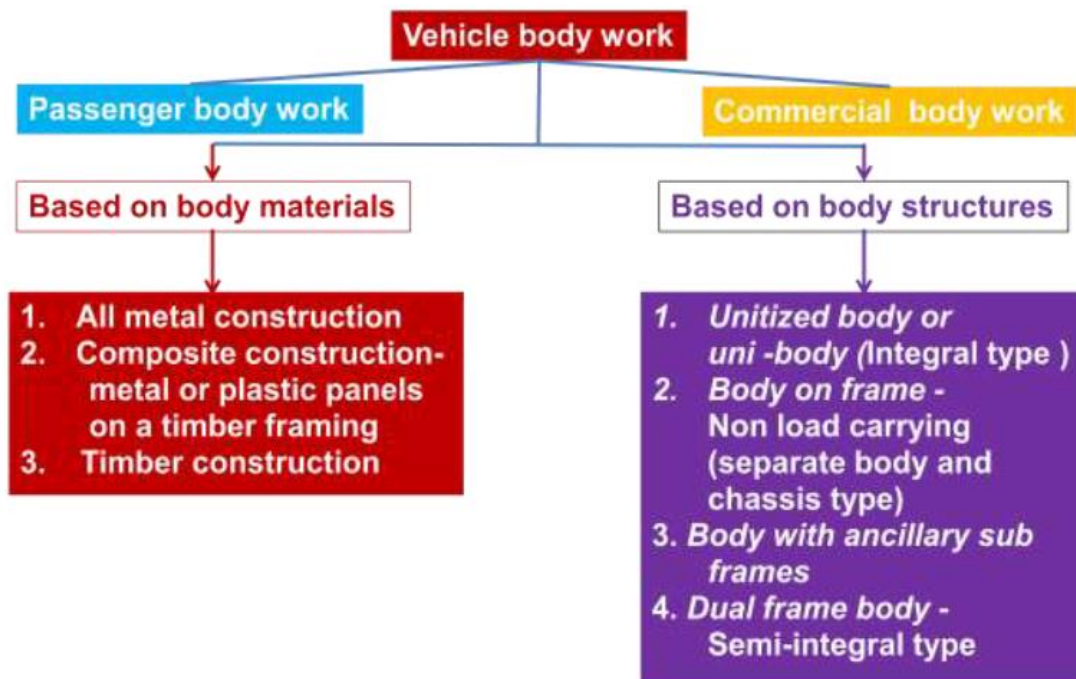 Vehicle body work
Passenger body work
Commercial body work
Based on body materials
Based on body structures
1. All metal construction
2. Composite construction-
metal or plastic panels
on a timber framing
3. Timber construction
1. Unitized body or
uni -body (Integral type )
2. Body on frame -
Non load carrying
(separate body and
chassis type)
3. Body with ancillary sub
frames
4. Dual frame body -
Semi-integral type